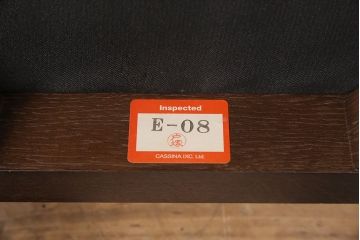 Inspected
E-08
CASSINA IXC. Ltd.